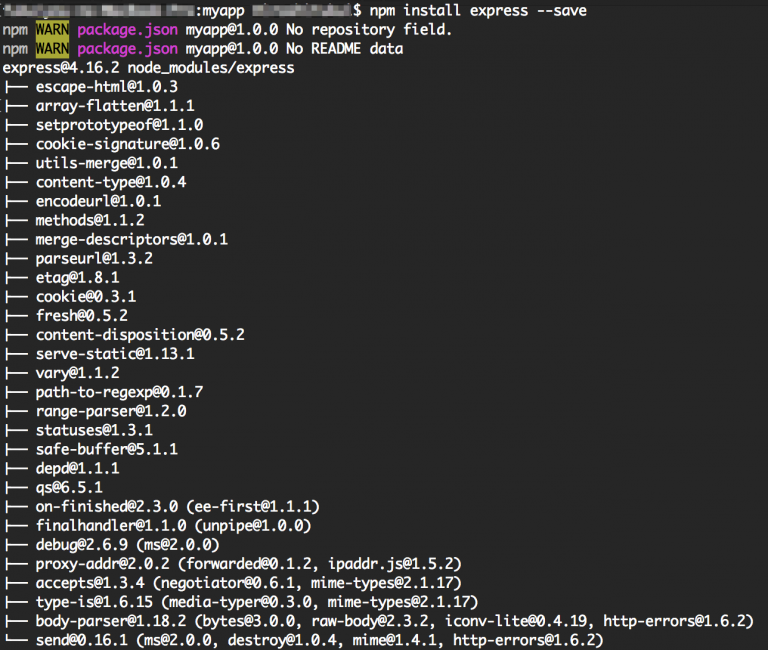 :myapp $ npm install express --save
npm WARN package.json myapp@1.0.0 No repository field.
npm WARN package.json myapp@1.0.0 No README data
express@4.16.2 node_modules/express
├── escape-html@1.0.3
├── array-flatten@1.1.1
├── setprototypeof@1.1.0
├── cookie-signature@1.0.6
├── utils-merge@1.0.1
├── content-type@1.0.4
├── encodeurl@1.0.1
├── methods@1.1.2
├── merge-descriptors@1.0.1
├── parseurl@1.3.2
├── etag@1.8.1
├── cookie@0.3.1
├── fresh@0.5.2
├── content-disposition@0.5.2
├── serve-static@1.13.1
├── vary@1.1.2
├── path-to-regexp@0.1.7
├── range-parser@1.2.0
├── statuses@1.3.1
├── safe-buffer@5.1.1
├── depd@1.1.1
├── qs@6.5.1
├── on-finished@2.3.0 (ee-first@1.1.1)
├── finalhandler@1.1.0 (unpipe@1.0.0)
├── debug@2.6.9 (ms@2.0.0)
├── proxy-addr@2.0.2 (forwarded@0.1.2, ipaddr.js@1.5.2)
├── accepts@1.3.4 (negotiator@0.6.1, mime-types@2.1.17)
├── type-is@1.6.15 (media-typer@0.3.0, mime-types@2.1.17)
├── body-parser@1.18.2 (bytes@3.0.0, raw-body@2.3.2, iconv-lite@0.4.19, http-errors@1.6.2)
└── send@0.16.1 (ms@2.0.0, destroy@1.0.4, mime@1.4.1, http-errors@1.6.2)